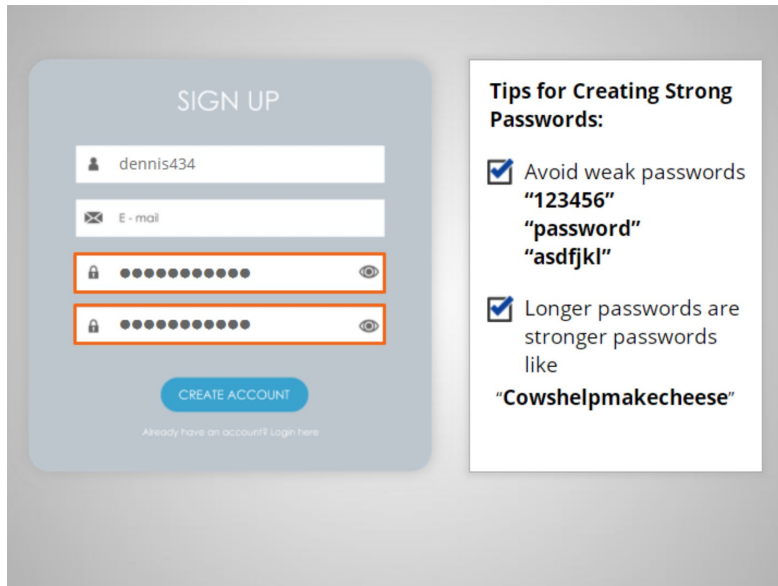 SIGN UP
dennis434
E - mail
●●●●●●●●●●●
●●●●●●●●●●●
CREATE ACCOUNT
Already have an account? Login here
Tips for Creating Strong
Passwords:
Avoid weak passwords
“123456”
“password”
“asdfjkl”
Longer passwords are
stronger passwords
like
“Cowshelpmakecheese”